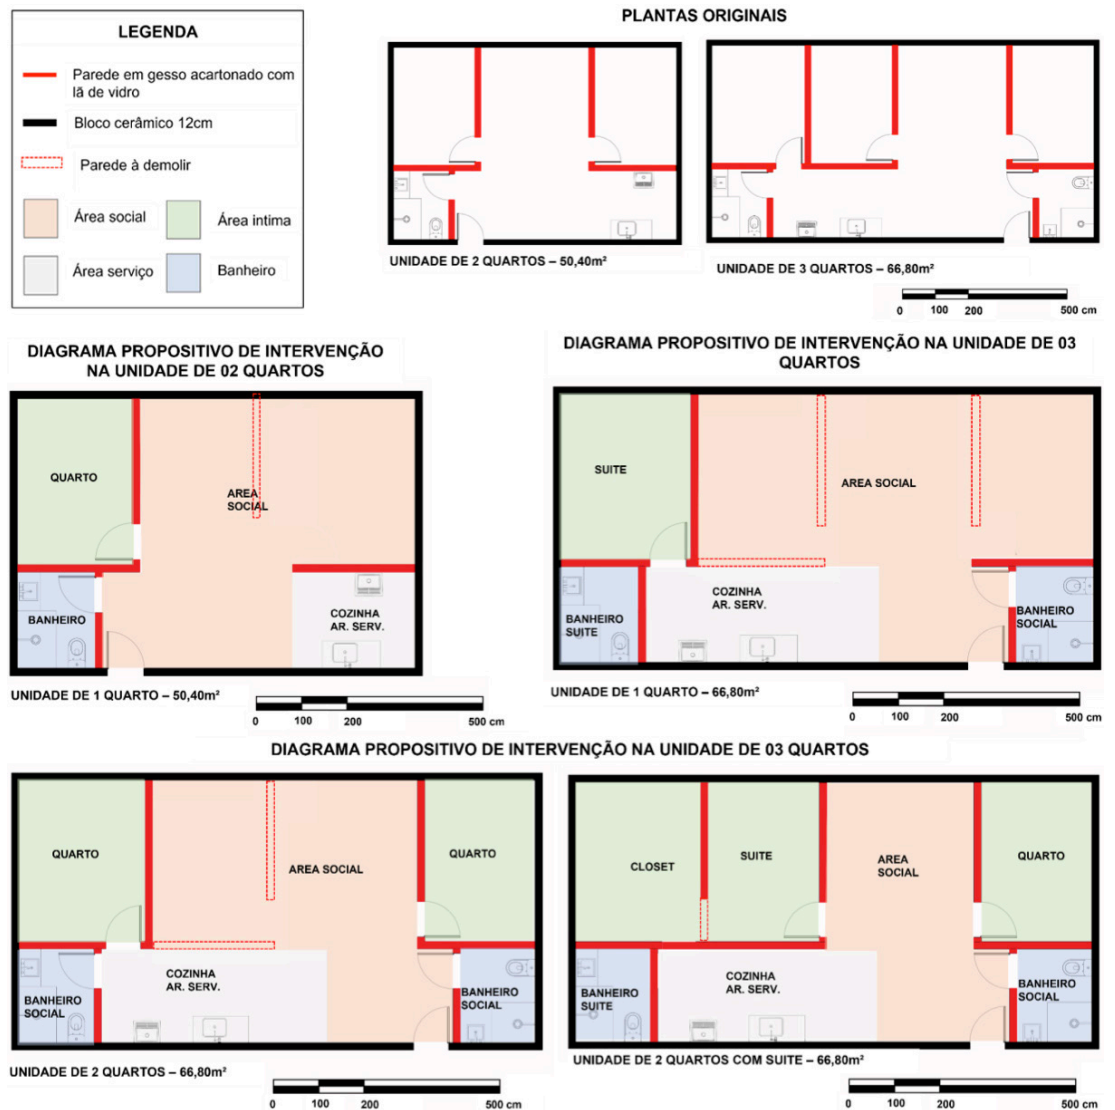 LEGENDA
Parede em gesso acartonado com
lã de vidro
Bloco cerâmico 12cm
Parede à demolir
Área social
Área intima
Área serviço
Banheiro
PLANTAS ORIGINAIS
UNIDADE DE 2 QUARTOS – 50,40m²
UNIDADE DE 3 QUARTOS – 66,80m²
0 100 200 500 cm
DIAGRAMA PROPOSITIVO DE INTERVENÇÃO
NA UNIDADE DE 02 QUARTOS
QUARTO
AREA
SOCIAL
BANHEIRO
COZINHA
AR. SERV.
UNIDADE DE 1 QUARTO – 50,40m²
0 100 200 500 cm
DIAGRAMA PROPOSITIVO DE INTERVENÇÃO NA UNIDADE DE 03
QUARTOS
SUITE
AREA SOCIAL
BANHEIRO
SUITE
COZINHA
AR. SERV.
BANHEIRO
SOCIAL
UNIDADE DE 1 QUARTO – 66,80m²
0 100 200 500 cm
DIAGRAMA PROPOSITIVO DE INTERVENÇÃO NA UNIDADE DE 03 QUARTOS
QUARTO
AREA SOCIAL
QUARTO
BANHEIRO
SOCIAL
COZINHA
AR. SERV.
BANHEIRO
SOCIAL
UNIDADE DE 2 QUARTOS – 66,80m²
0 100 200 500 cm
CLOSET
SUITE
AREA
SOCIAL
QUARTO
BANHEIRO
SUITE
COZINHA
AR. SERV.
BANHEIRO
SOCIAL
UNIDADE DE 2 QUARTOS COM SUITE – 66,80m²
0 100 200 500 cm